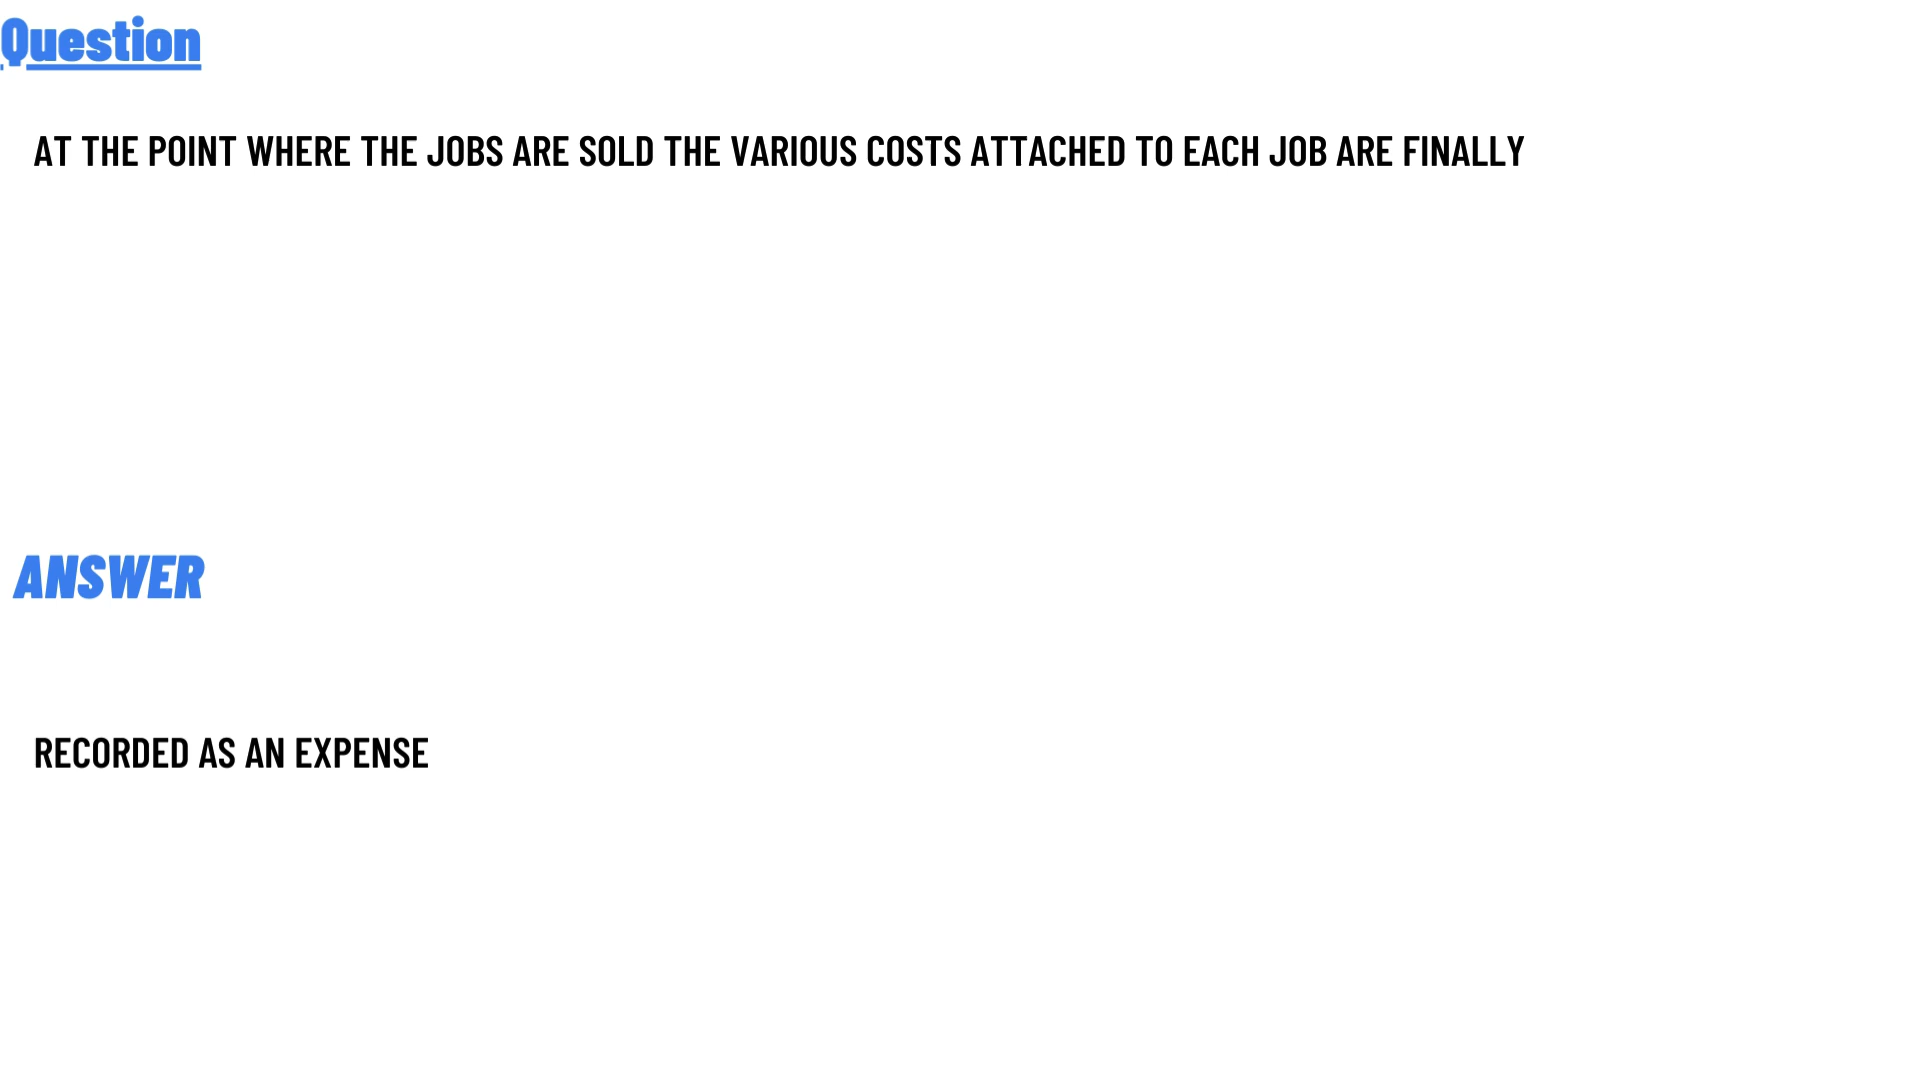 Question
AT THE POINT WHERE THE JOBS ARE SOLD THE VARIOUS COSTS ATTACHED TO EACH JOB ARE FINALLY
ANSWER
RECORDED AS AN EXPENSE